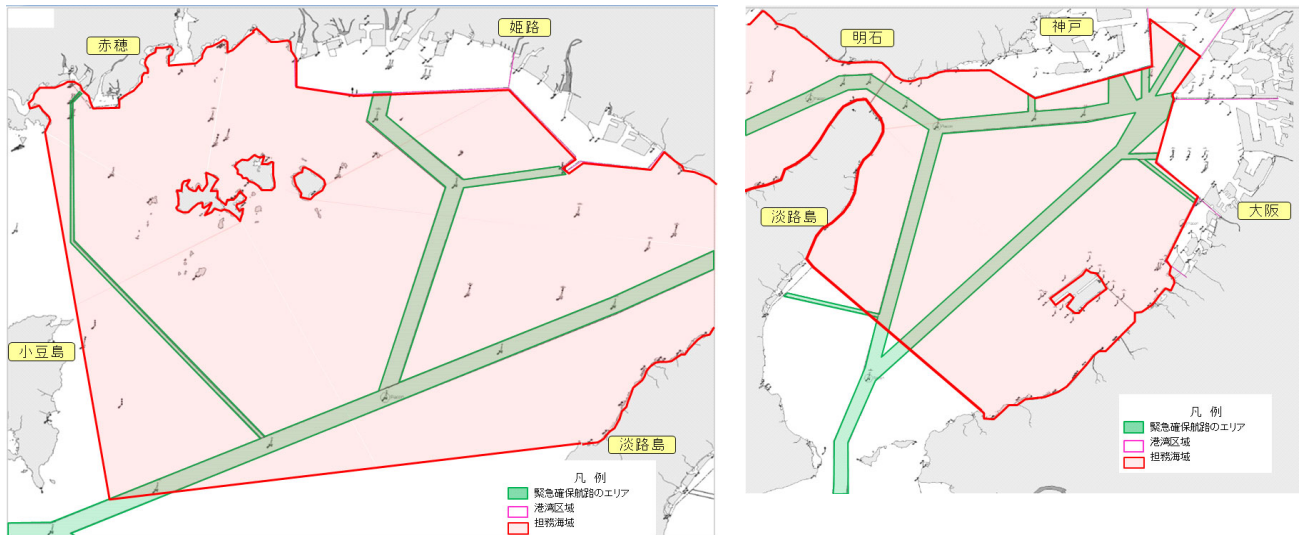 赤穂
姫路
小豆島
淡路島
凡 例
緊急確保航路のエリア
港湾区域
担務海域
明石
神戸
淡路島
大阪
凡 例
緊急確保航路のエリア
港湾区域
担務海域